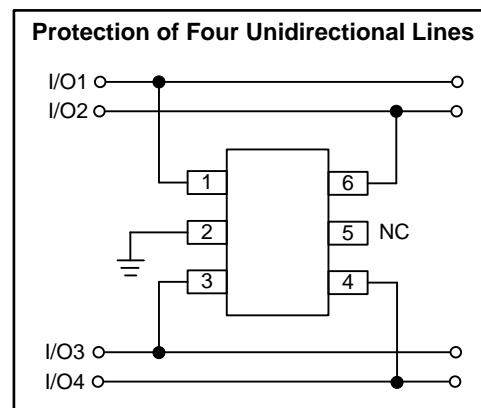 Protection of Four Unidirectional Lines
I/O1
I/O2
1
6
2
5 NC
3
4
I/O3
I/O4